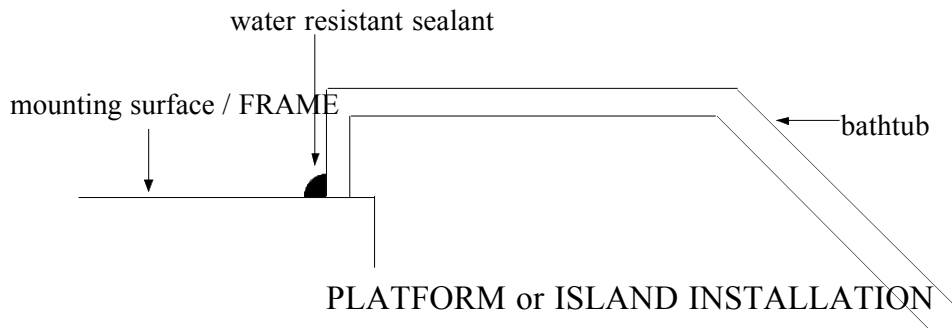 water resistant sealant
mounting surface / FRAME
bathtub
PLATFORM or ISLAND INSTALLATION